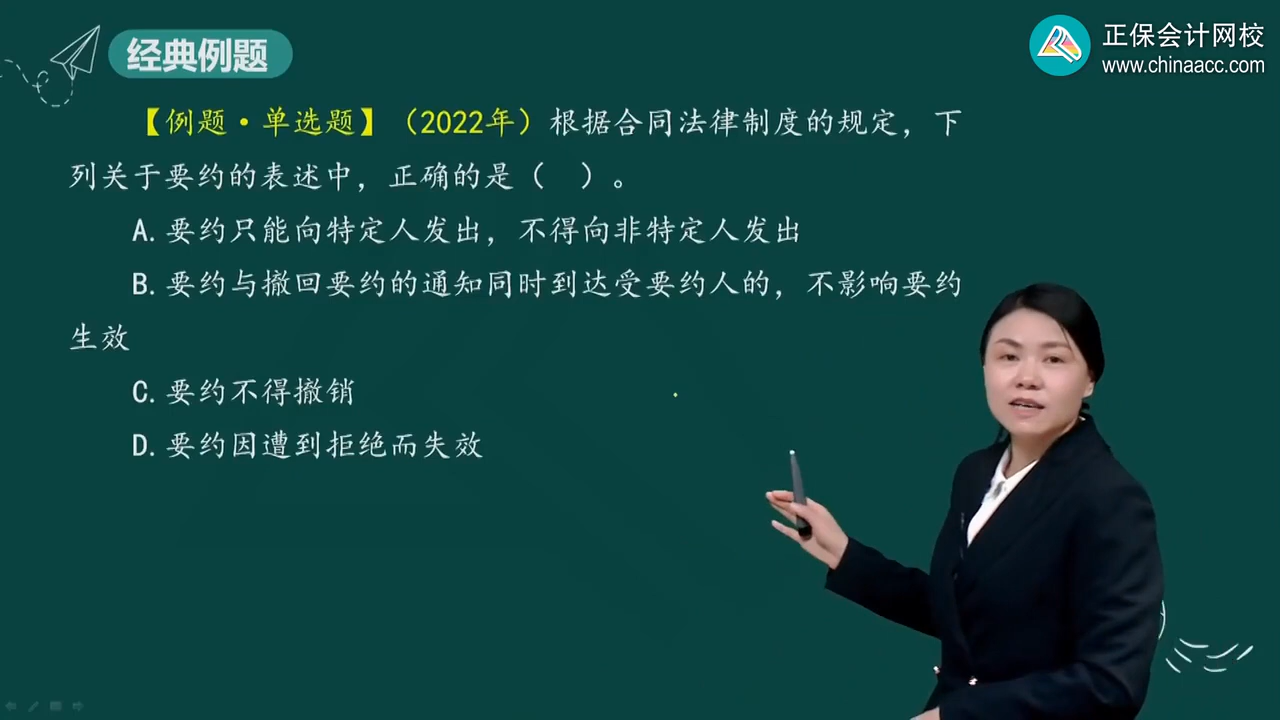 经典例题
正保会计网校
www.chinaacc.com
【例题·单选题】（2022年）根据合同法律制度的规定，下
列关于要约的表述中，正确的是（ ）。
A. 要约只能向特定人发出，不得向非特定人发出
B. 要约与撤回要约的通知同时到达受要约人的，不影响要约
生效
C. 要约不得撤销
D. 要约因遭到拒绝而失效